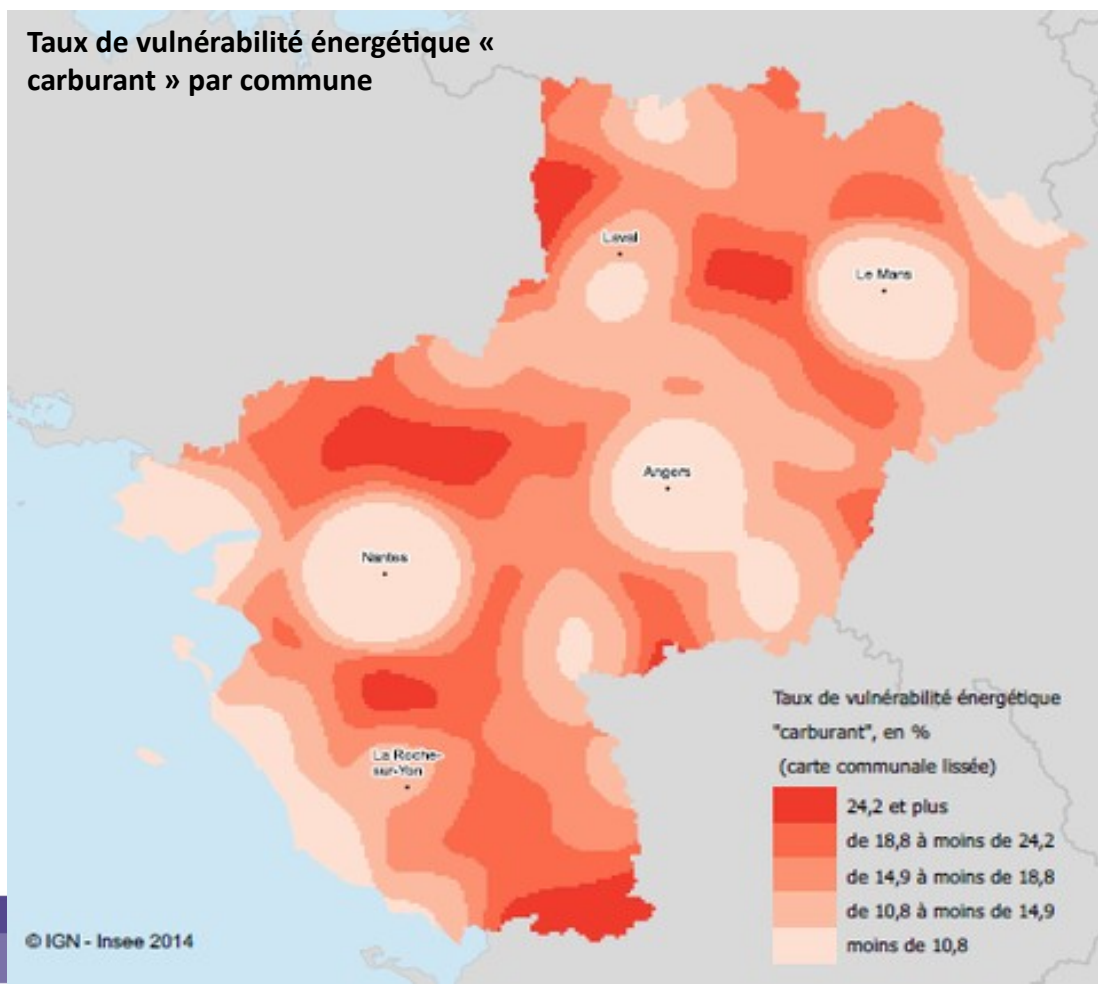 Taux de vulnérabilité énergétique «
carburant » par commune
Laval
Le Mans
Angers
Nantes
La Roche-
sur-Yon
Taux de vulnérabilité énergétique
"carburant", en %
(carte communale lissée)
24,2 et plus
de 18,8 à moins de 24,2
de 14,9 à moins de 18,8
de 10,8 à moins de 14,9
moins de 10,8
© IGN - Insee 2014